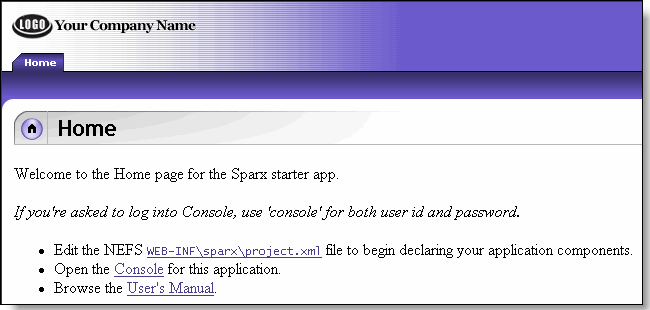 LOGO Your Company Name
Home
Home
Welcome to the Home page for the Sparx starter app.
If you're asked to log into Console, use 'console' for both user id and password.
• Edit the NEFS WEB-INF\sparx\project.xml file to begin declaring your application components.
• Open the Console for this application.
• Browse the User's Manual.